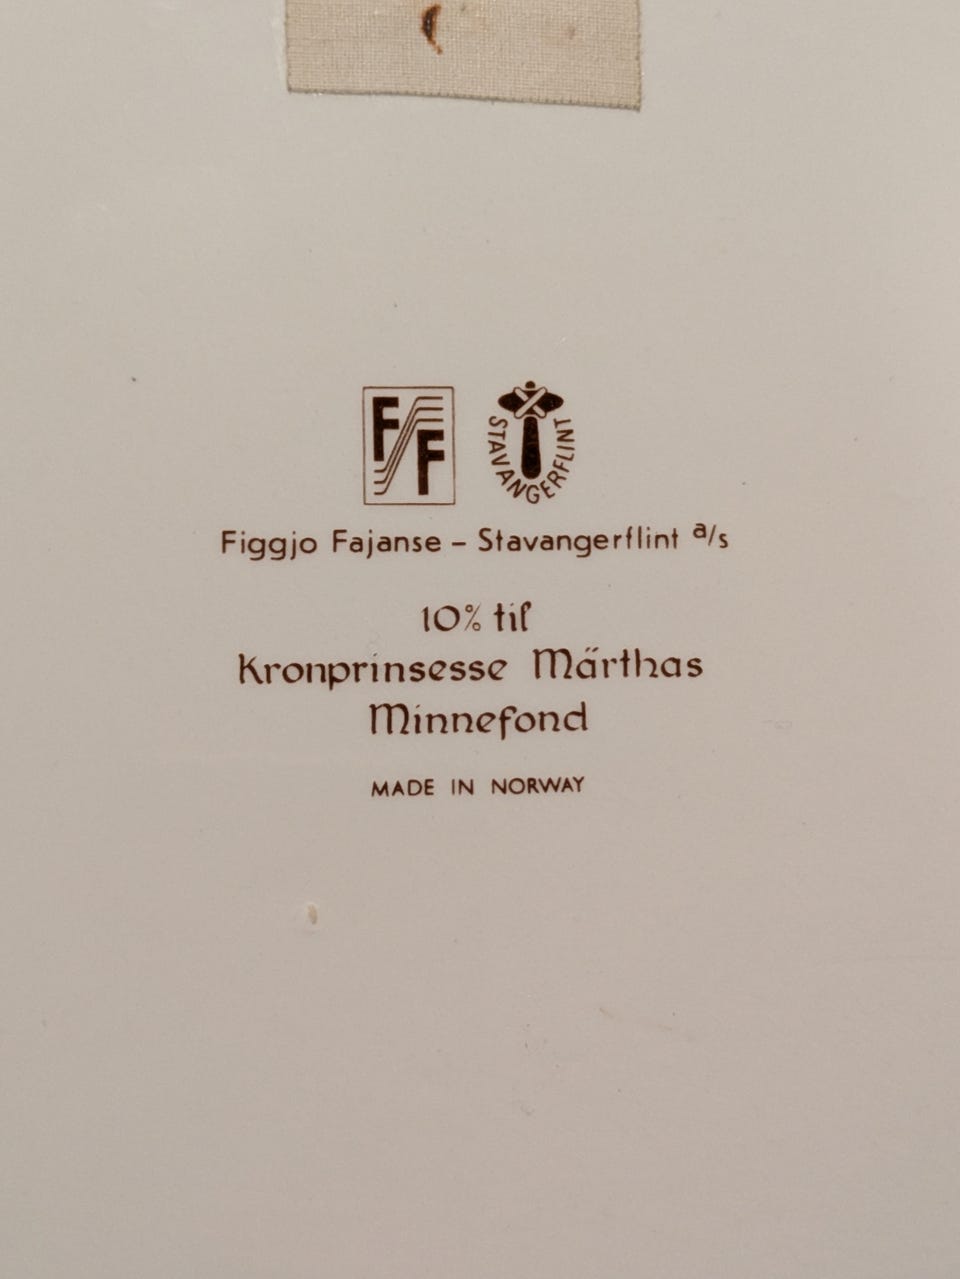 F F
STAVANGERFLINT
Figgjo Fajanse – Stavangerflint a/s
10% til
Kronprinsesse Märthas
Minnefond
MADE IN NORWAY